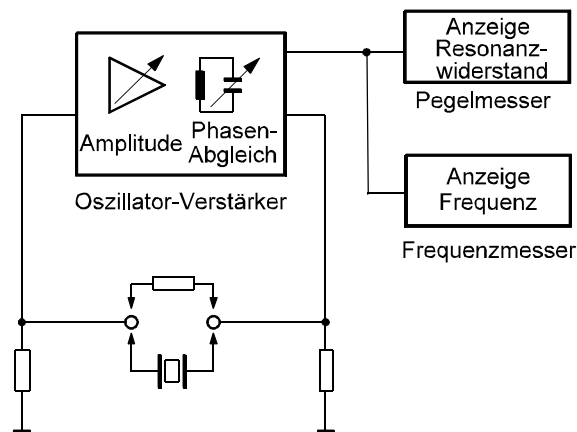 Anzeige
Resonanz-
widerstand
Pegelmesser
Amplitude
Phasen-
Abgleich
Oszillator-Verstärker
Anzeige
Frequenz
Frequenzmesser